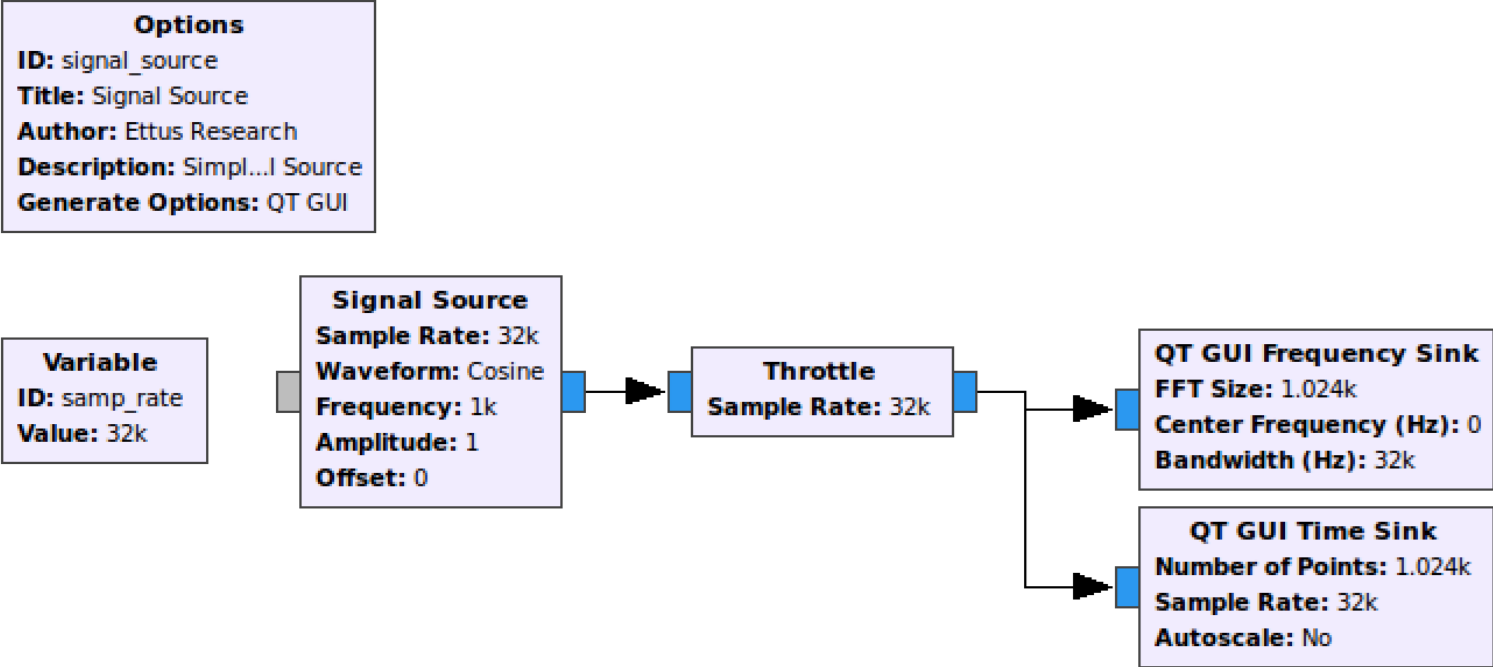 Options
ID: signal_source
Title: Signal Source
Author: Ettus Research
Description: Simpl...l Source
Generate Options: QT GUI
Variable
ID: samp_rate
Value: 32k
Signal Source
Sample Rate: 32k
Waveform: Cosine
Frequency: 1k
Amplitude: 1
Offset: 0
Throttle
Sample Rate: 32k
QT GUI Frequency Sink
FFT Size: 1.024k
Center Frequency (Hz): 0
Bandwidth (Hz): 32k
QT GUI Time Sink
Number of Points: 1.024k
Sample Rate: 32k
Autoscale: No